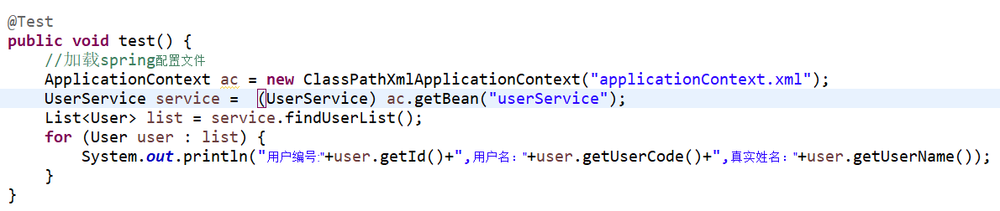 @Test
public void test() {
//加载spring配置文件
ApplicationContext ac = new ClassPathXmlApplicationContext("applicationContext.xml");
UserService service =  (UserService) ac.getBean("userService");
List<User> list = service.findUserList();
for (User user : list) {
System.out.println("用户编号:"+user.getId()+",用户名："+user.getUserCode()+",真实姓名："+user.getUserName());
}
}